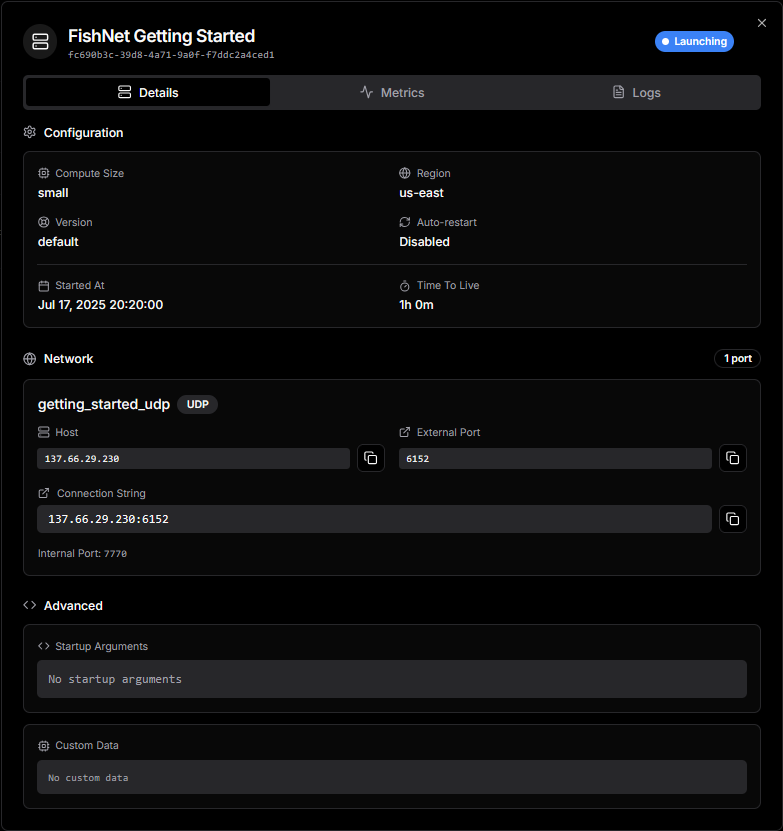 FishNet Getting Started
fc690b3c-39d8-4a71-9a0f-f7ddc2a4ced1
Launching
Details
Metrics
Logs
Configuration
Compute Size
small
Region
us-east
Version
default
Auto-restart
Disabled
Started At
Jul 17, 2025 20:20:00
Time To Live
1h 0m
Network
1 port
getting_started_udp
UDP
Host
137.66.29.230
External Port
6152
Connection String
137.66.29.230:6152
Internal Port: 7770
Advanced
Startup Arguments
No startup arguments
Custom Data
No custom data